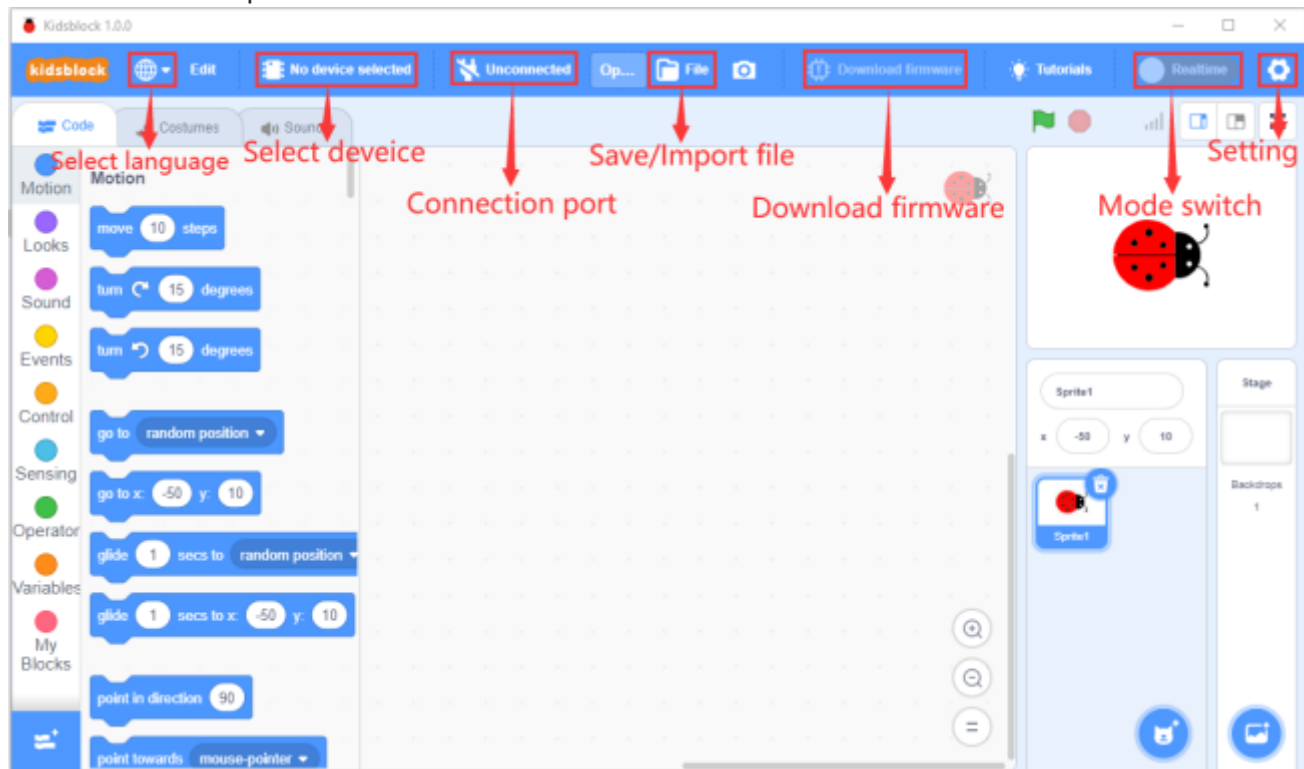 Kidsblock 1.0.0
kidsblock Edit No device selected Unconnected Op... File Download firmware Tutorials Realtime
Code Costumes Sound
Select language Select deveice Connection port Save/Import file Download firmware Mode switch Setting
Motion
Looks
Sound
Events
Control
Sensing
Operator
Variables
My
Blocks
Motion
move 10 steps
turn 15 degrees
turn 15 degrees
go to random position
go to x: -50 y: 10
glide 1 secs to random position
glide 1 secs to x: -50 y: 10
point in direction 90
point towards mouse-pointer
Sprite1
x -50 y 10
Sprite1
Stage
Backdrops
1